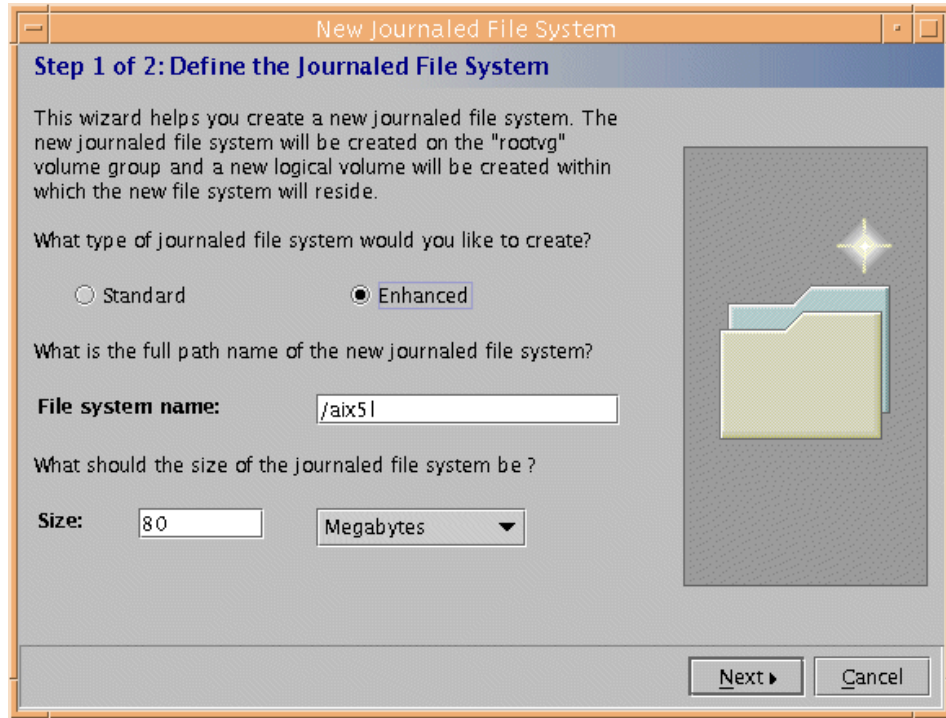 New Journaled File System
Step 1 of 2: Define the Journaled File System
This wizard helps you create a new journaled file system. The
new journaled file system will be created on the "rootvg"
volume group and a new logical volume will be created within
which the new file system will reside.
What type of journaled file system would you like to create?
Standard Enhanced
What is the full path name of the new journaled file system?
File system name: /aix5l
What should the size of the journaled file system be ?
Size: 80 Megabytes
Next Cancel